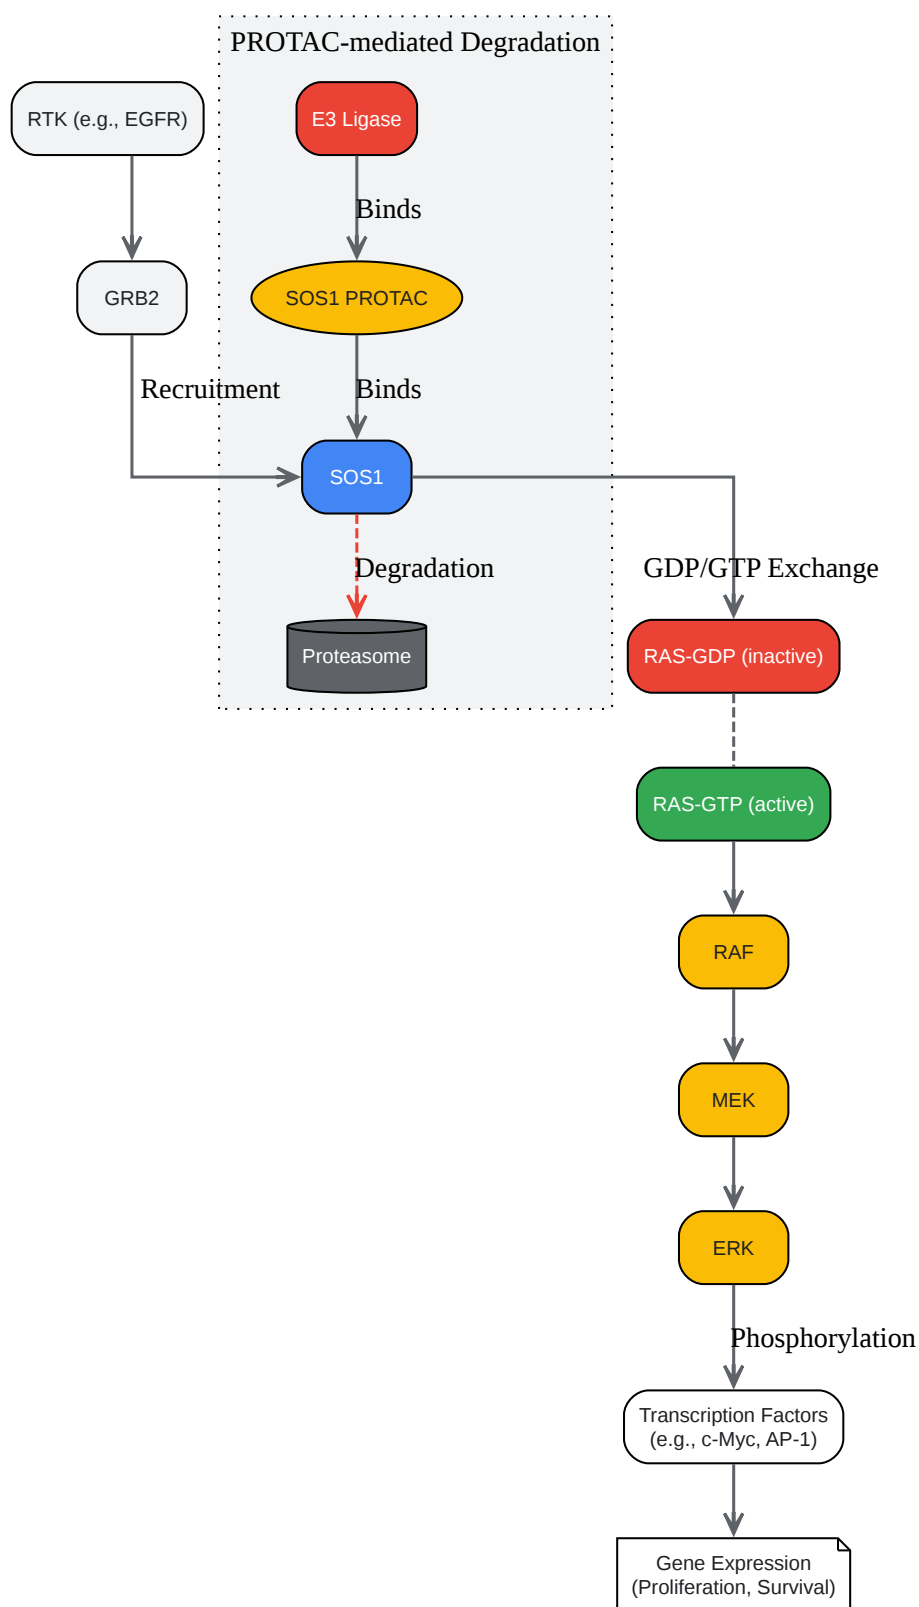 PROTAC-mediated Degradation
RTK (e.g., EGFR)
E3 Ligase
Binds
GRB2
SOS1 PROTAC
Recruitment
Binds
SOS1
Degradation
GDP/GTP Exchange
Proteasome
RAS-GDP (inactive)
RAS-GTP (active)
RAF
MEK
ERK
Phosphorylation
Transcription Factors
(e.g., c-Myc, AP-1)
Gene Expression
(Proliferation, Survival)